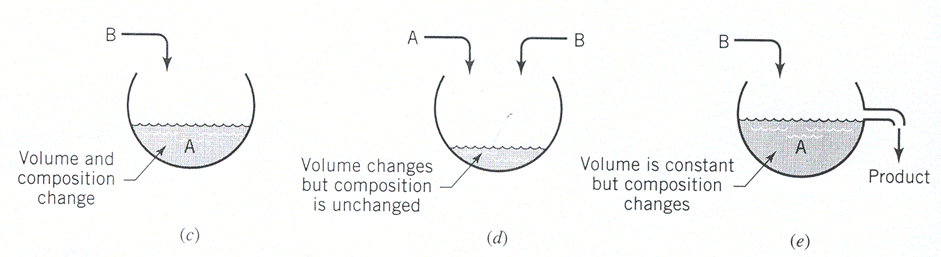 B
A
Volume and
composition
change
(c)
A
B
Volume changes
but composition
is unchanged
(d)
B
A
Volume is constant
but composition
changes
Product
(e)